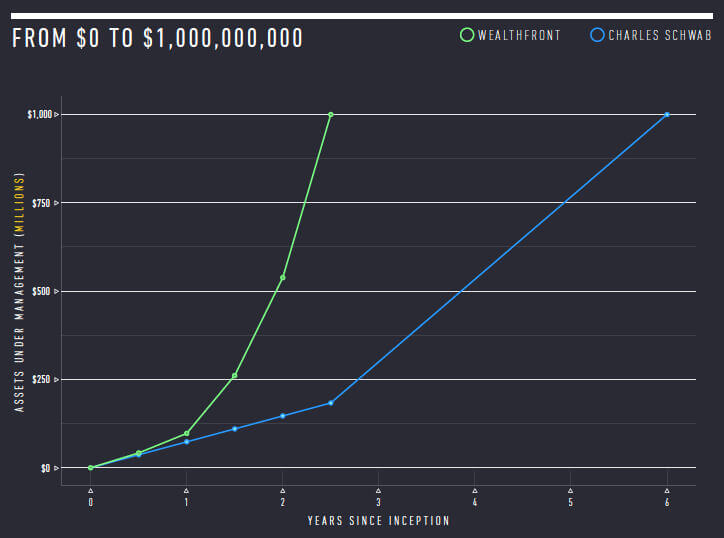 FROM $0 TO $1,000,000,000
WEALTHFRONT
CHARLES SCHWAB
ASSETS UNDER MANAGEMENT (MILLIONS)
$1,000
$750
$500
$250
$0
0 1 2 3 4 5 6
YEARS SINCE INCEPTION